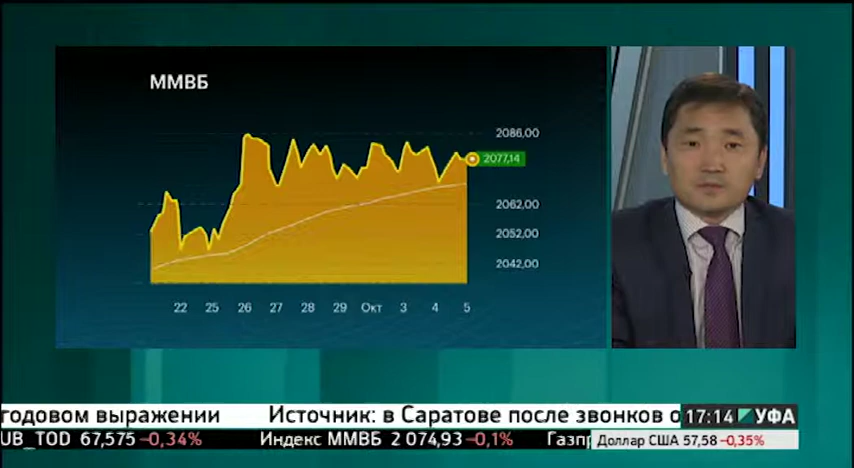 ММВБ
2086,00
2077,14
2062,00
2052,00
2042,00
22 25 26 27 28 29 Окт 3 4 5
годовом выражении Источник: в Саратове после звонков о
17:14 УФА
UB_TOD 67,575 -0,34% Индекс ММВБ 2 074,93 -0,1% Газп
Доллар США 57,58 -0,35%